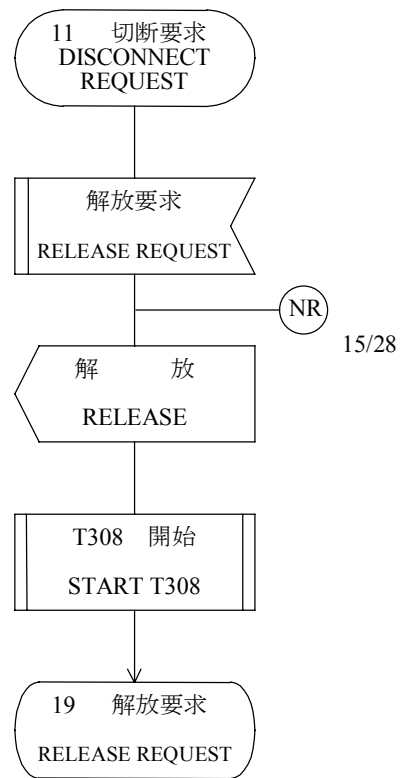 11 切断要求
DISCONNECT
REQUEST
解放要求
RELEASE REQUEST
NR
15/28
解 放
RELEASE
T308 開始
START T308
19 解放要求
RELEASE REQUEST